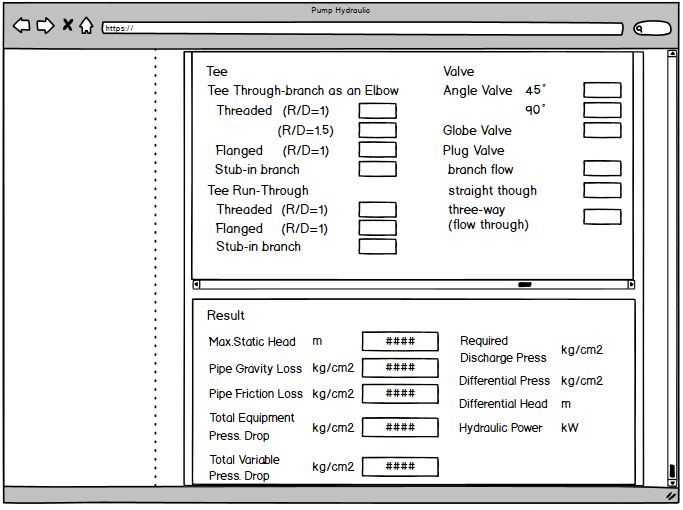 Pump Hydraulic
https://
Tee
Tee Through-branch as an Elbow
Threaded (R/D=1)
(R/D=1.5)
Flanged (R/D=1)
Stub-in branch
Tee Run-Through
Threaded (R/D=1)
Flanged (R/D=1)
Stub-in branch
Valve
Angle Valve 45°
90°
Globe Valve
Plug Valve
branch flow
straight though
three-way
(flow through)
Result
Max.Static Head m ####
Pipe Gravity Loss kg/cm2 ####
Pipe Friction Loss kg/cm2 ####
Total Equipment
Press. Drop kg/cm2 ####
Total Variable
Press. Drop kg/cm2 ####
Required
Discharge Press kg/cm2
Differential Press kg/cm2
Differential Head m
Hydraulic Power kW